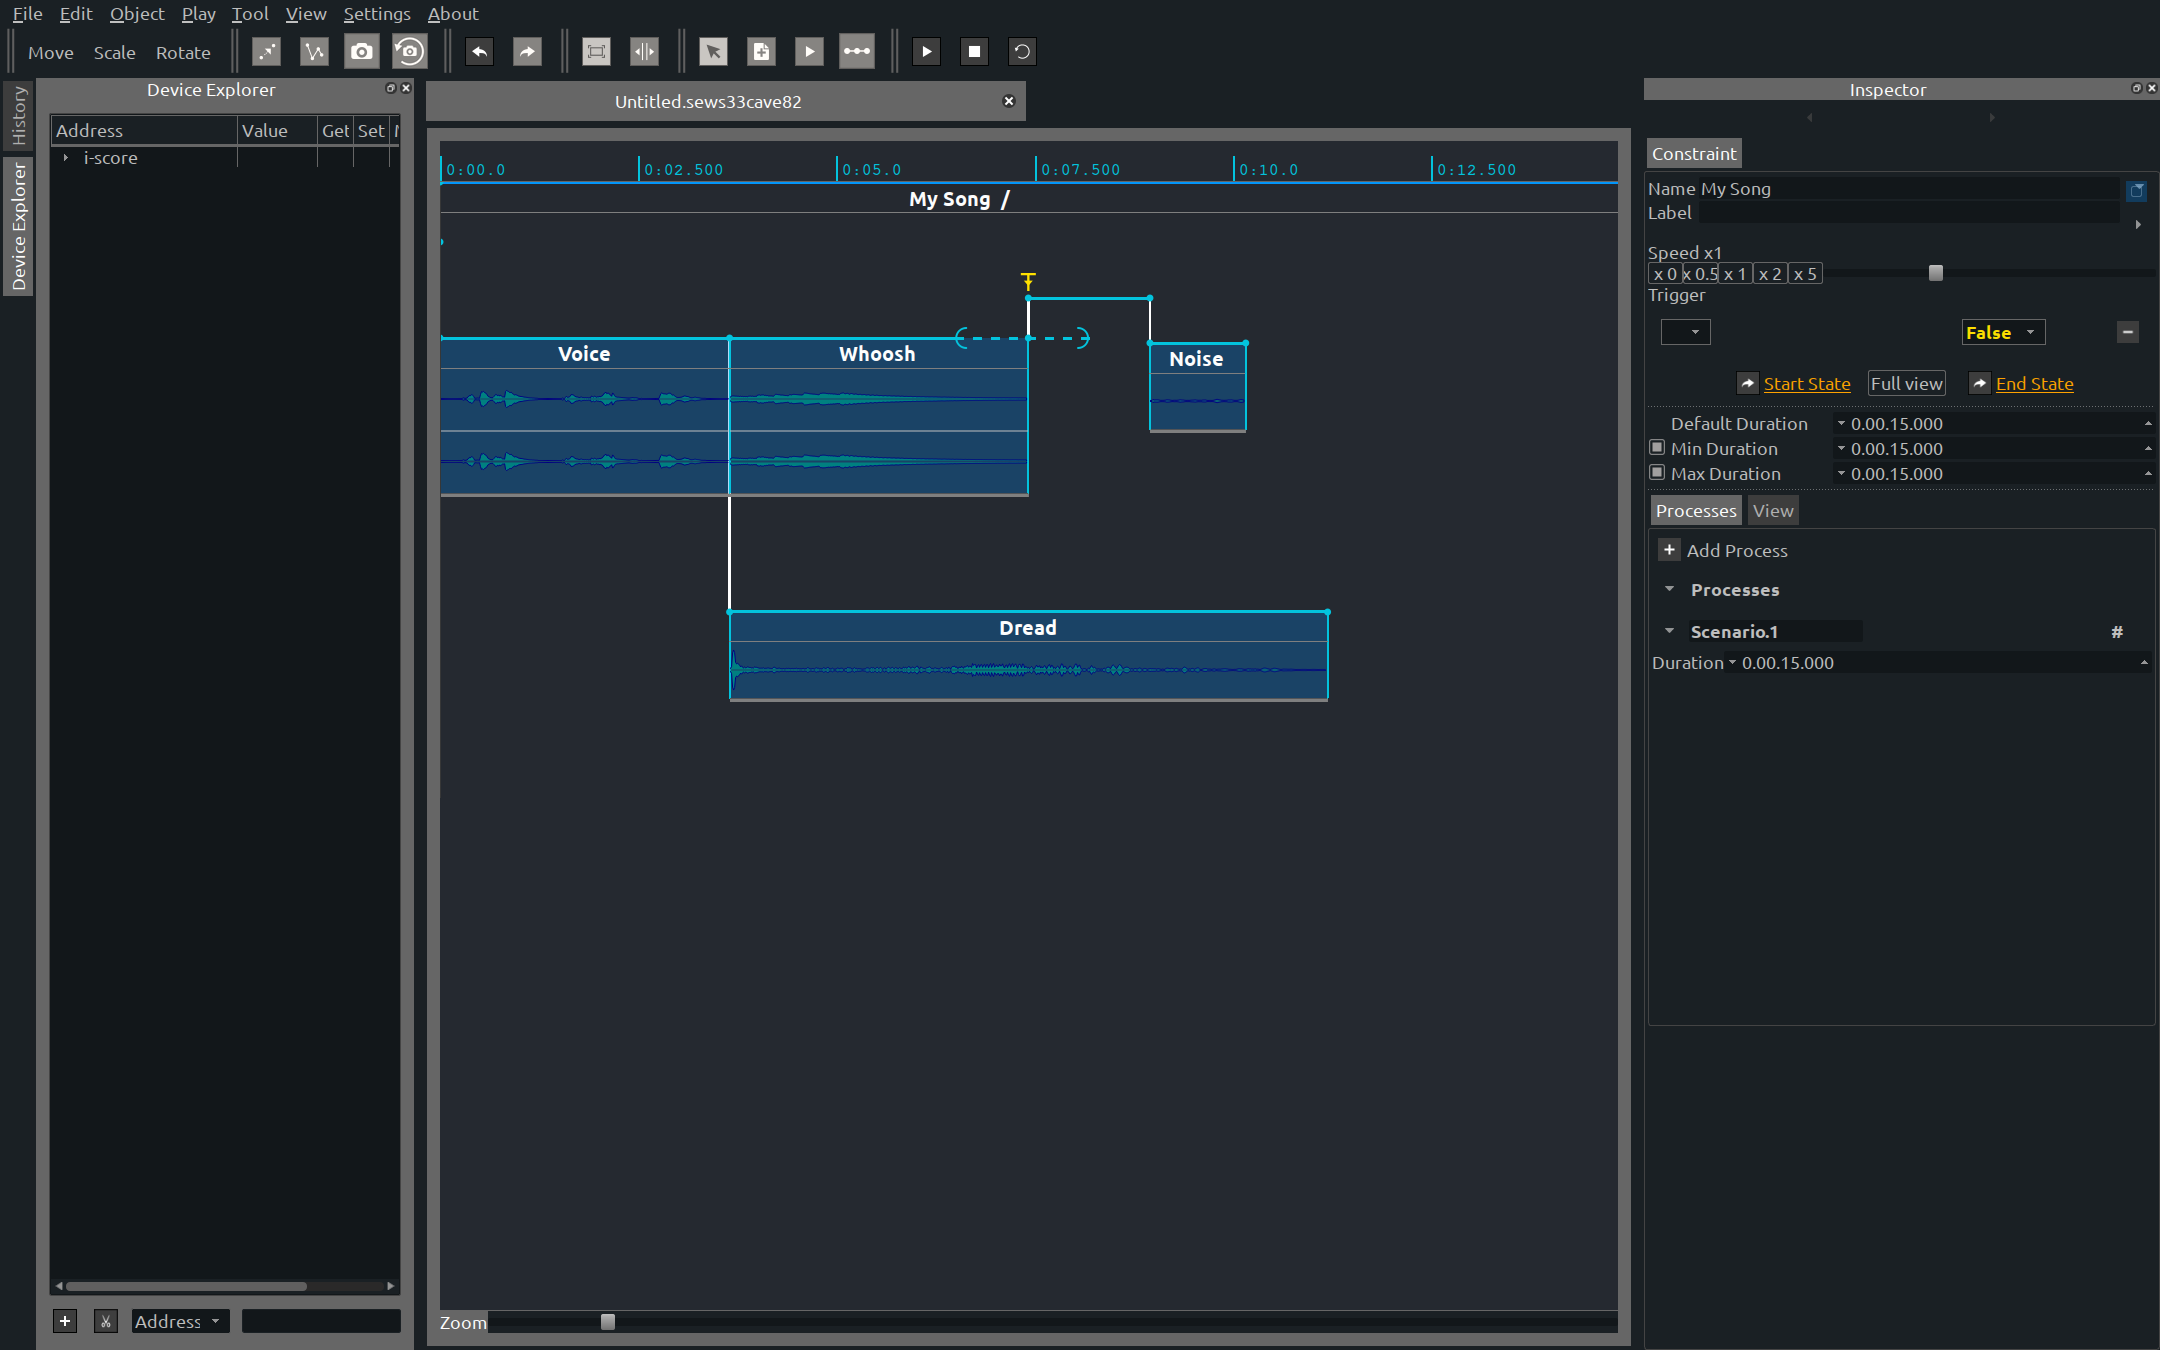 File Edit Object Play Tool View Settings About
Move Scale Rotate
History
Device Explorer
Device Explorer
Address Value Get Set
i-score
Address
Untitled.sews33cave82
0:00.0 0:02.500 0:05.0 0:07.500 0:10.0 0:12.500
My Song /
Voice Whoosh Noise
Dread
Zoom
Inspector
Constraint
Name My Song
Label
Speed x1
x 0 x 0.5 x 1 x 2 x 5
Trigger
False
Start State Full view End State
Default Duration 0.00.15.000
Min Duration 0.00.15.000
Max Duration 0.00.15.000
Processes View
+ Add Process
Processes
Scenario.1 #
Duration 0.00.15.000